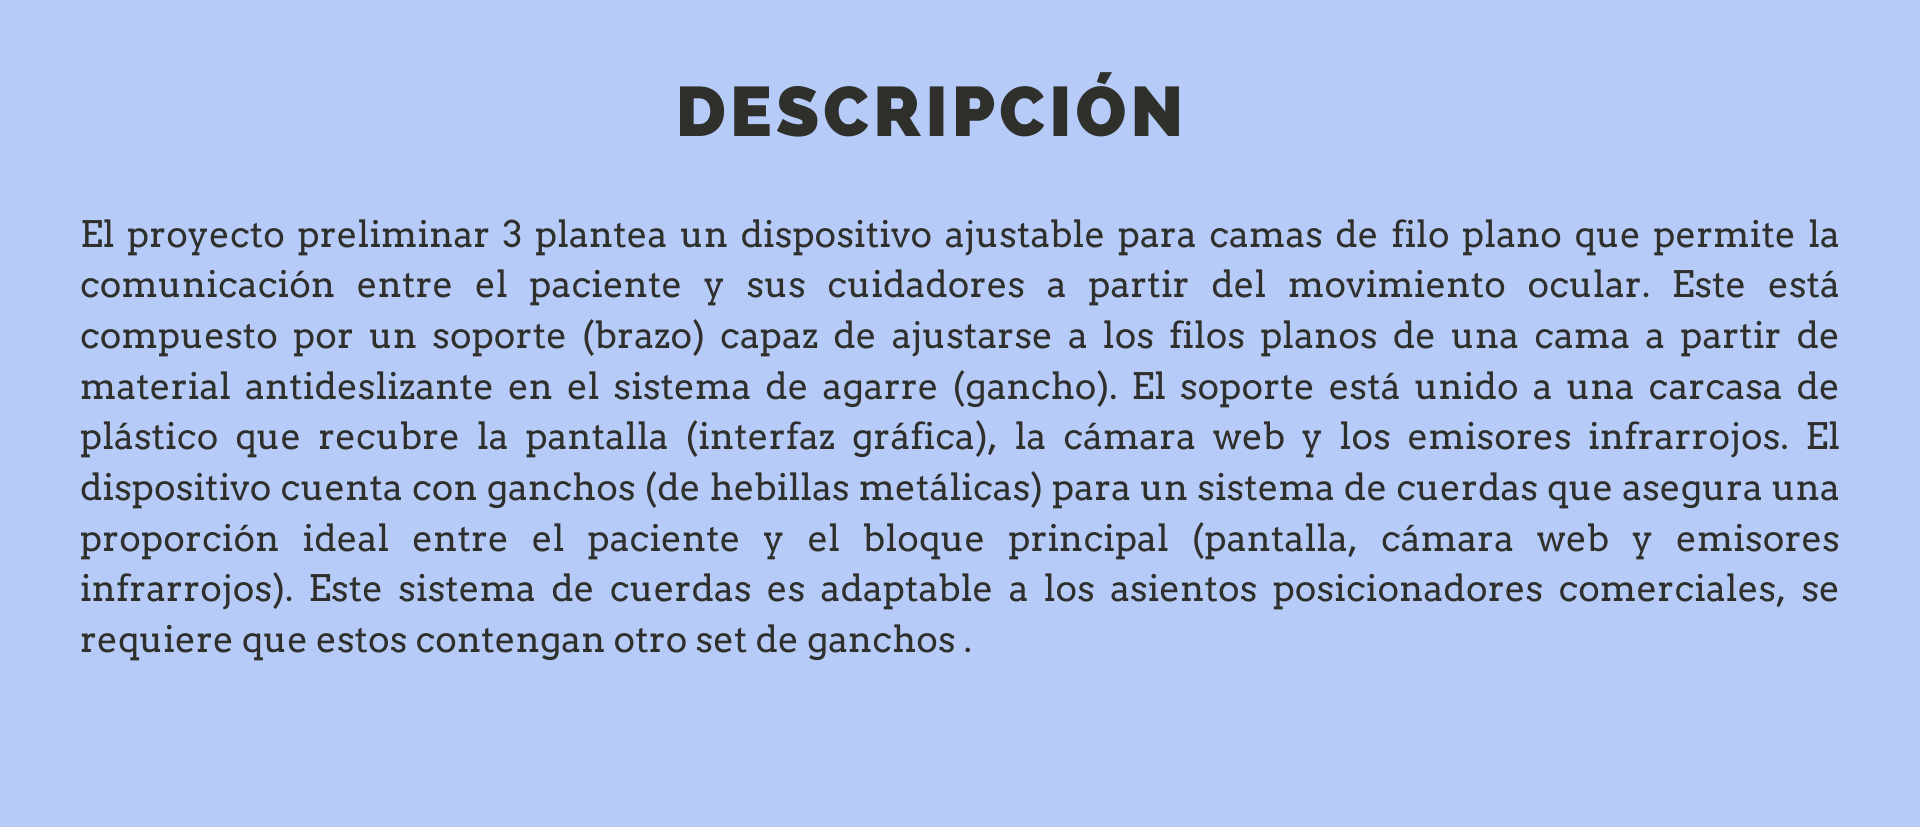 DESCRIPCIÓN
El proyecto preliminar 3 plantea un dispositivo ajustable para camas de filo plano que permite la
comunicación entre el paciente y sus cuidadores a partir del movimiento ocular. Este está
compuesto por un soporte (brazo) capaz de ajustarse a los filos planos de una cama a partir de
material antideslizante en el sistema de agarre (gancho). El soporte está unido a una carcasa de
plástico que recubre la pantalla (interfaz gráfica), la cámara web y los emisores infrarrojos. El
dispositivo cuenta con ganchos (de hebillas metálicas) para un sistema de cuerdas que asegura una
proporción ideal entre el paciente y el bloque principal (pantalla, cámara web y emisores
infrarrojos). Este sistema de cuerdas es adaptable a los asientos posicionadores comerciales, se
requiere que estos contengan otro set de ganchos .